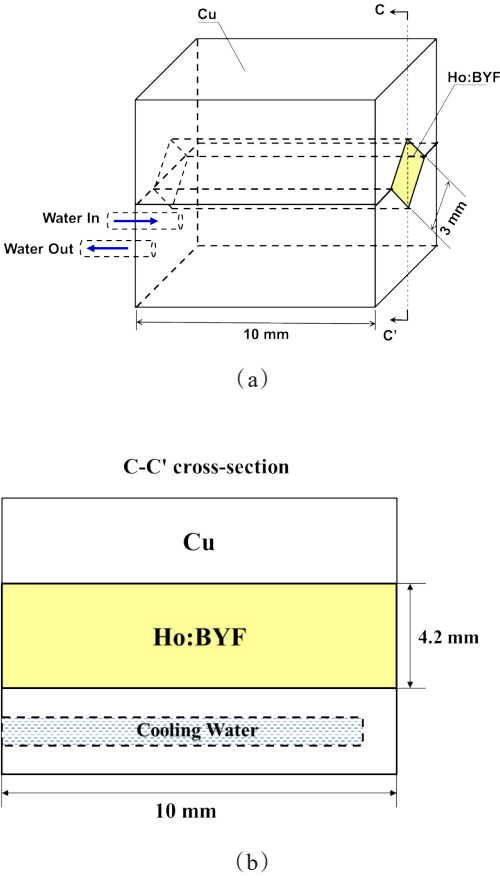 Cu
C
Ho:BYF
Water In
Water Out
3 mm
10 mm
C'
(a)
C-C' cross-section
Cu
Ho:BYF
4.2 mm
Cooling Water
10 mm
(b)